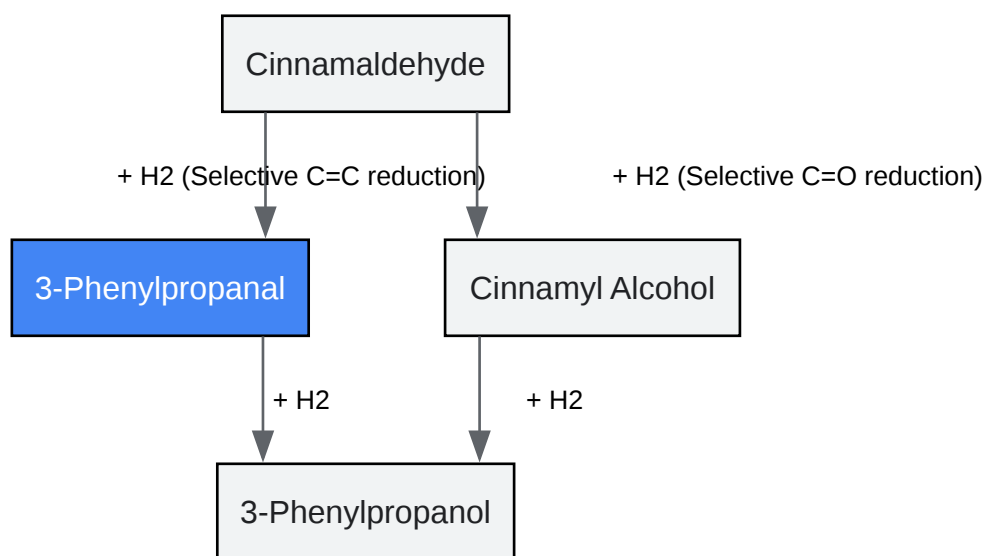 Cinnamaldehyde
+ H2 (Selective C=C reduction)
+ H2 (Selective C=O reduction)
3-Phenylpropanal
Cinnamyl Alcohol
+ H2
+ H2
3-Phenylpropanol